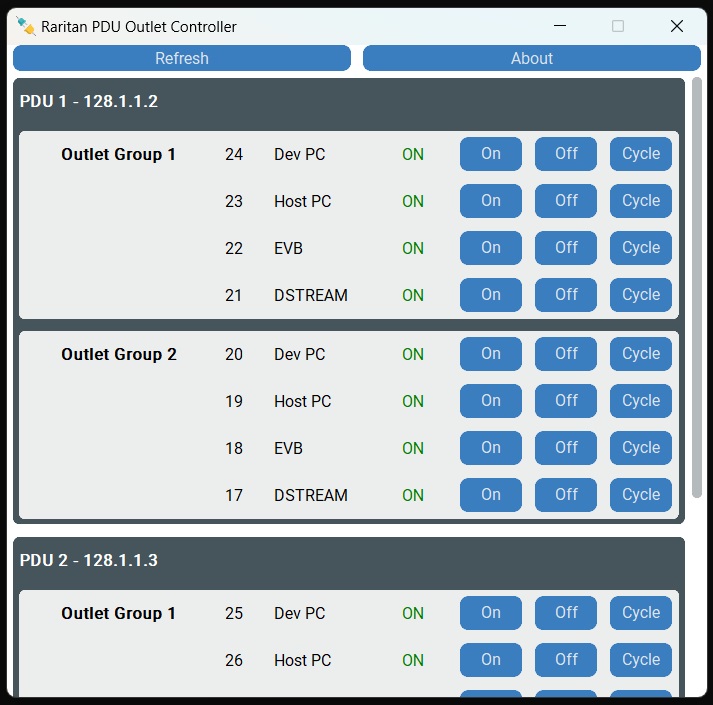 Raritan PDU Outlet Controller
Refresh About
PDU 1 - 128.1.1.2
Outlet Group 1 24 Dev PC ON On Off Cycle
23 Host PC ON On Off Cycle
22 EVB ON On Off Cycle
21 DSTREAM ON On Off Cycle
Outlet Group 2 20 Dev PC ON On Off Cycle
19 Host PC ON On Off Cycle
18 EVB ON On Off Cycle
17 DSTREAM ON On Off Cycle
PDU 2 - 128.1.1.3
Outlet Group 1 25 Dev PC ON On Off Cycle
26 Host PC ON On Off Cycle